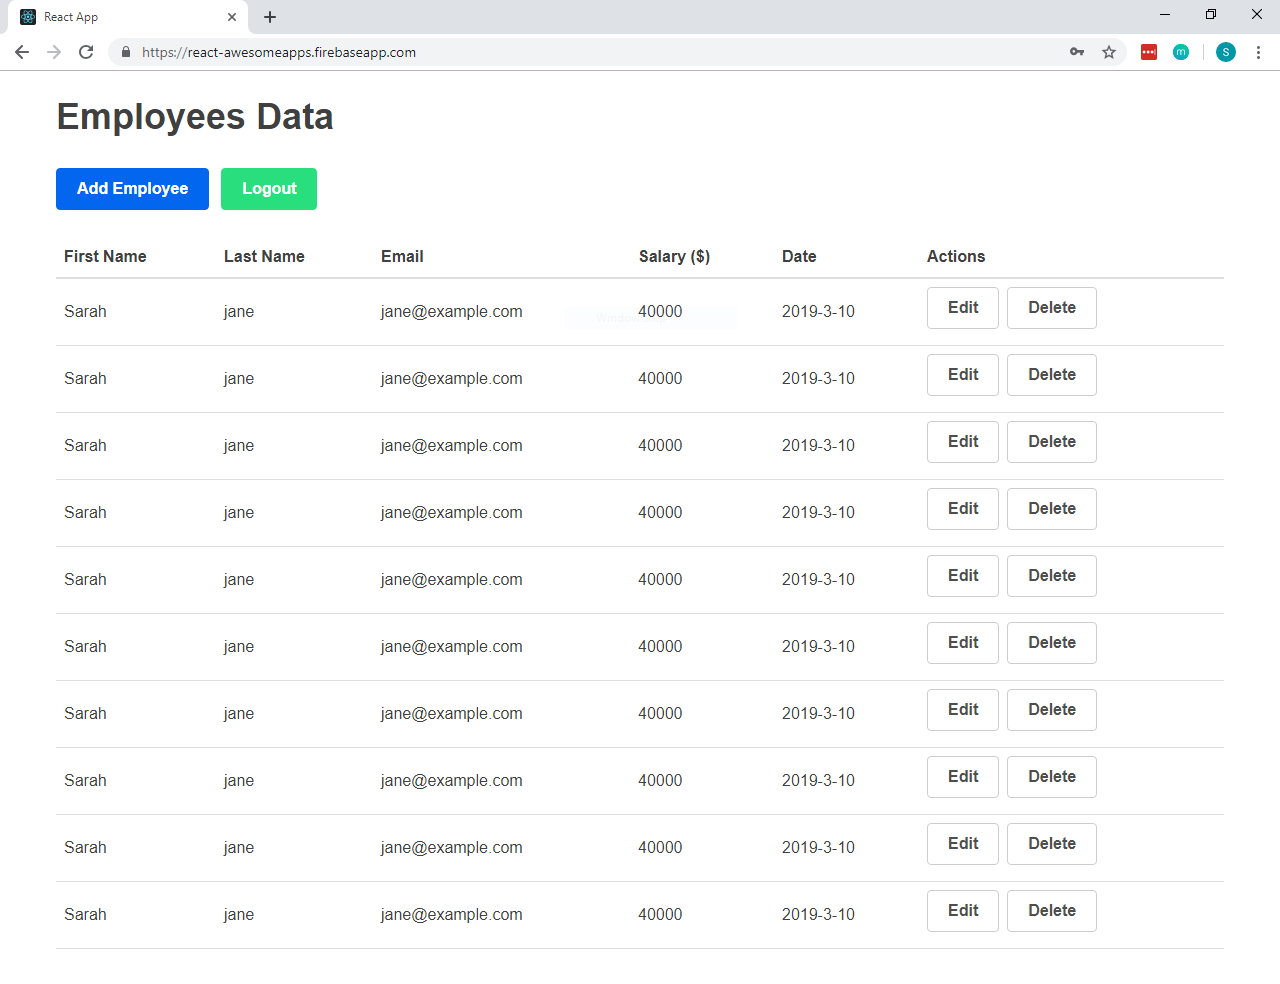 React App
https://react-awesomeapps.firebaseapp.com
m
S
Employees Data
Add Employee Logout
First Name Last Name Email Salary ($) Date Actions
Sarah jane jane@example.com 40000 2019-3-10 Edit Delete
Sarah jane jane@example.com 40000 2019-3-10 Edit Delete
Sarah jane jane@example.com 40000 2019-3-10 Edit Delete
Sarah jane jane@example.com 40000 2019-3-10 Edit Delete
Sarah jane jane@example.com 40000 2019-3-10 Edit Delete
Sarah jane jane@example.com 40000 2019-3-10 Edit Delete
Sarah jane jane@example.com 40000 2019-3-10 Edit Delete
Sarah jane jane@example.com 40000 2019-3-10 Edit Delete
Sarah jane jane@example.com 40000 2019-3-10 Edit Delete
Sarah jane jane@example.com 40000 2019-3-10 Edit Delete